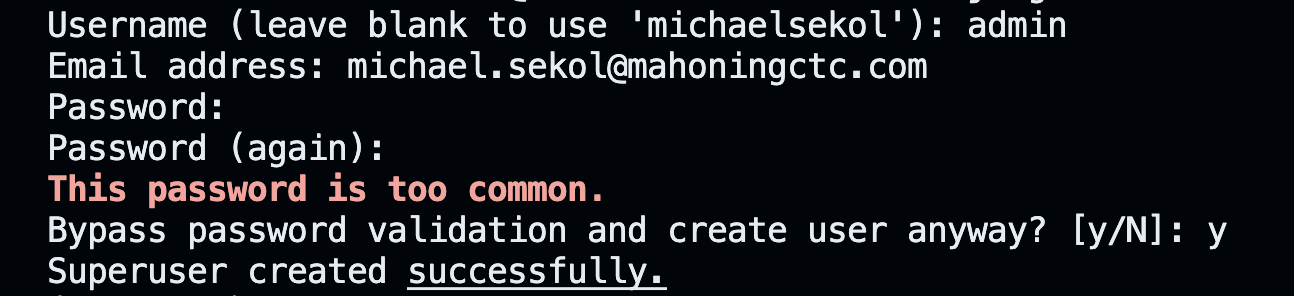 Username (leave blank to use 'michaelsekol'): admin
Email address: michael.sekol@mahoningctc.com
Password:
Password (again):
This password is too common.
Bypass password validation and create user anyway? [y/N]: y
Superuser created successfully.